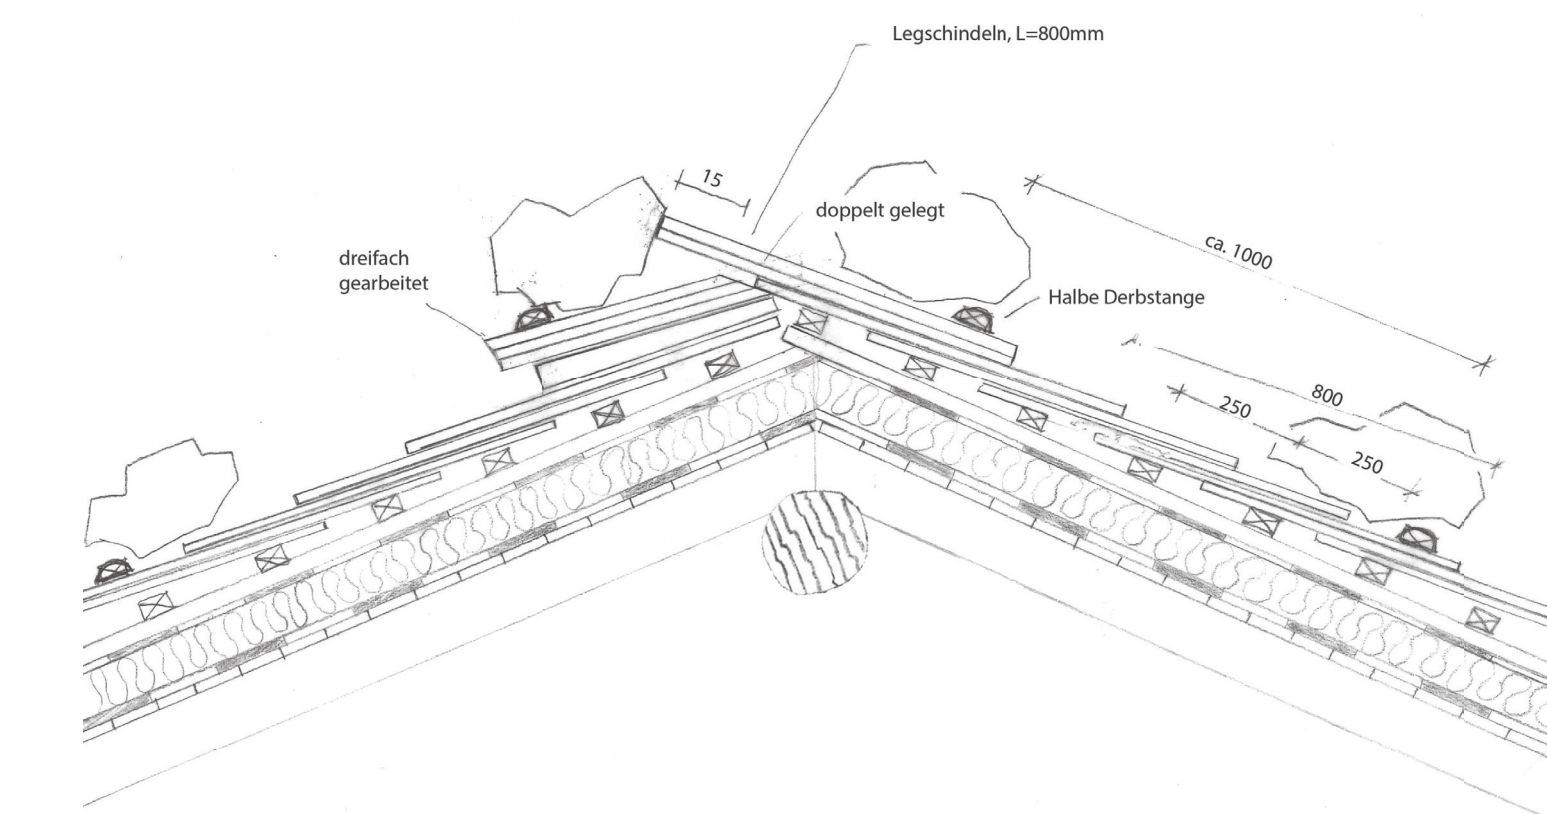 Legschindeln, L=800mm
15
doppelt gelegt
dreifach
gearbeitet
ca. 1000
Halbe Derbstange
800
250
250